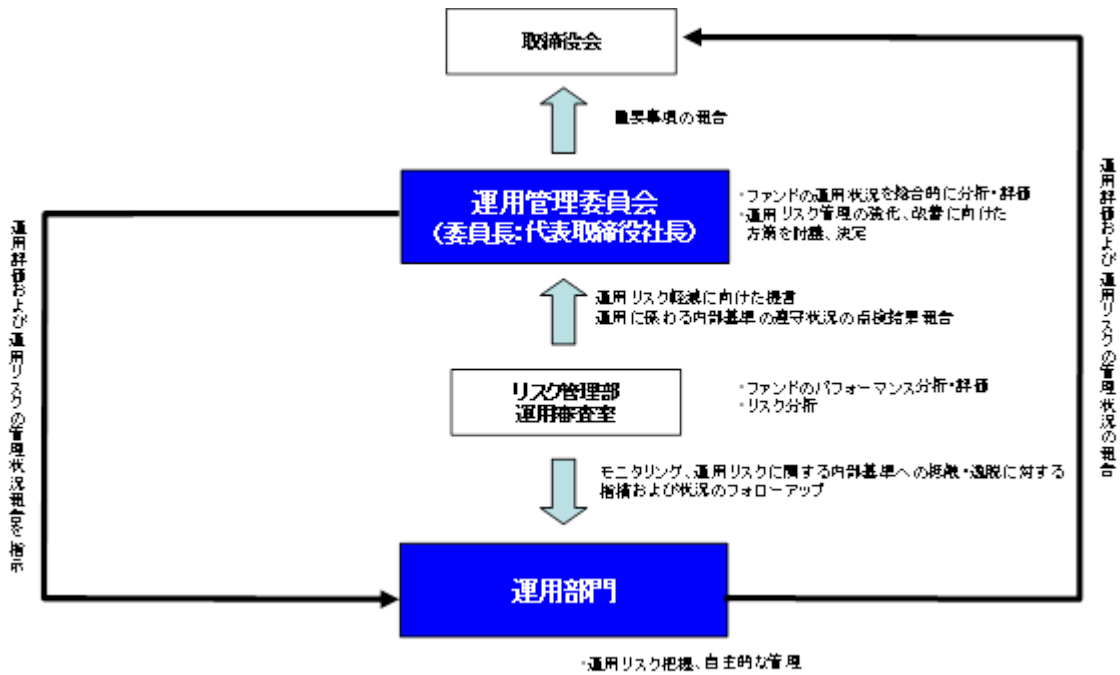 取締役会
重要事項の報告
運用管理委員会
（委員長：代表取締役社長）
・ファンドの運用状況を総合的に分析・評価
・運用リスク管理の強化、改善に向けた
方策を討議、決定
運用リスク軽減に向けた提言
運用に係わる内部基準の遵守状況の点検結果報告
リスク管理部
運用審査室
・ファンドのパフォーマンス分析・評価
・リスク分析
モニタリング、運用リスクに関する内部基準への抵触・逸脱に対する
指摘および状況のフォローアップ
運用部門
・運用リスク把握、自主的な管理
運用評価および運用リスクの管理状況報告を指示
運用評価および運用リスクの管理状況の報告